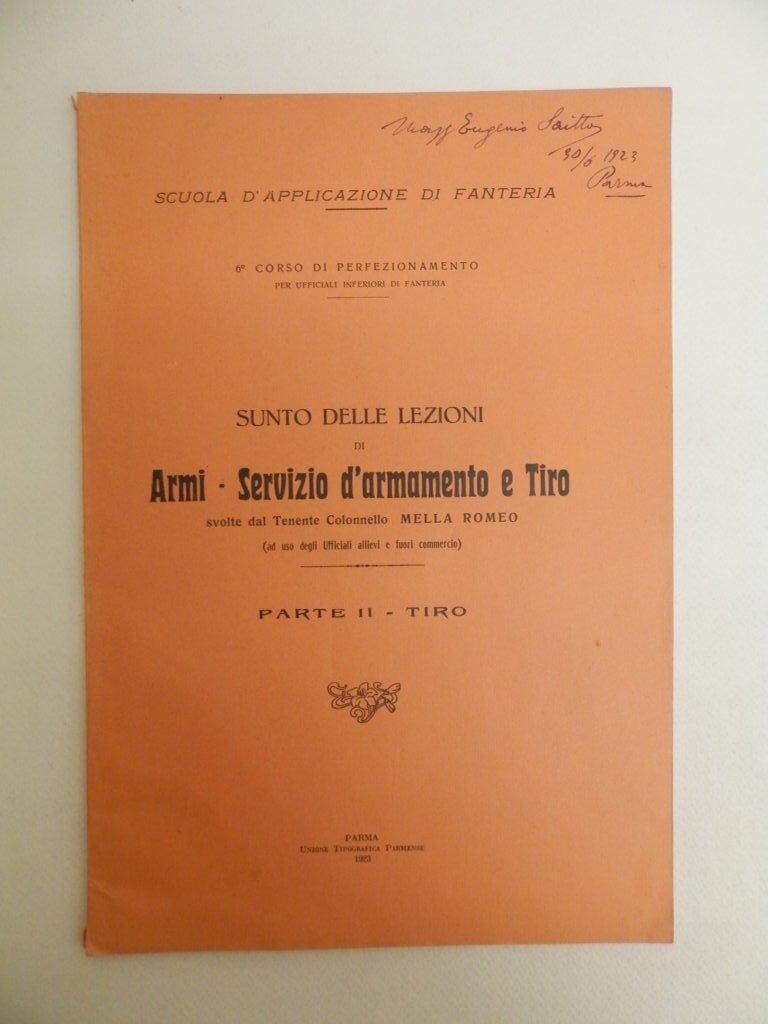 Magg Eugenio Saitto
30/6 1923
Parma
SCUOLA D'APPLICAZIONE DI FANTERIA
6º CORSO DI PERFEZIONAMENTO
PER UFFICIALI INFERIORI DI FANTERIA
SUNTO DELLE LEZIONI
DI
Armi - Servizio d'armamento e Tiro
svolte dal Tenente Colonnello MELLA ROMEO
(ad uso degli Ufficiali allievi e fuori commercio)
PARTE II - TIRO
PARMA
UNIONE TIPOGRAFICA PARMENSE
1923